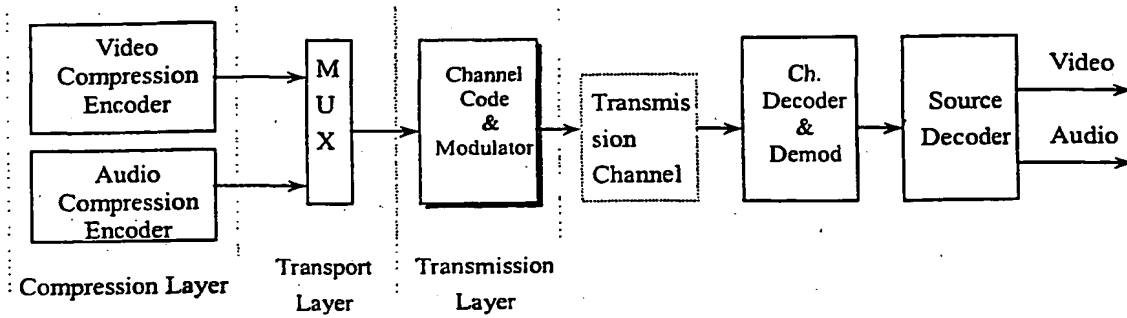 Video
Compression
Encoder
Audio
Compression
Encoder
Compression Layer
M
U
X
Transport
Layer
Channel
Code
&
Modulator
Transmission
Layer
Transmis
sion
Channel
Ch.
Decoder
&
Demod
Source
Decoder
Video
Audio